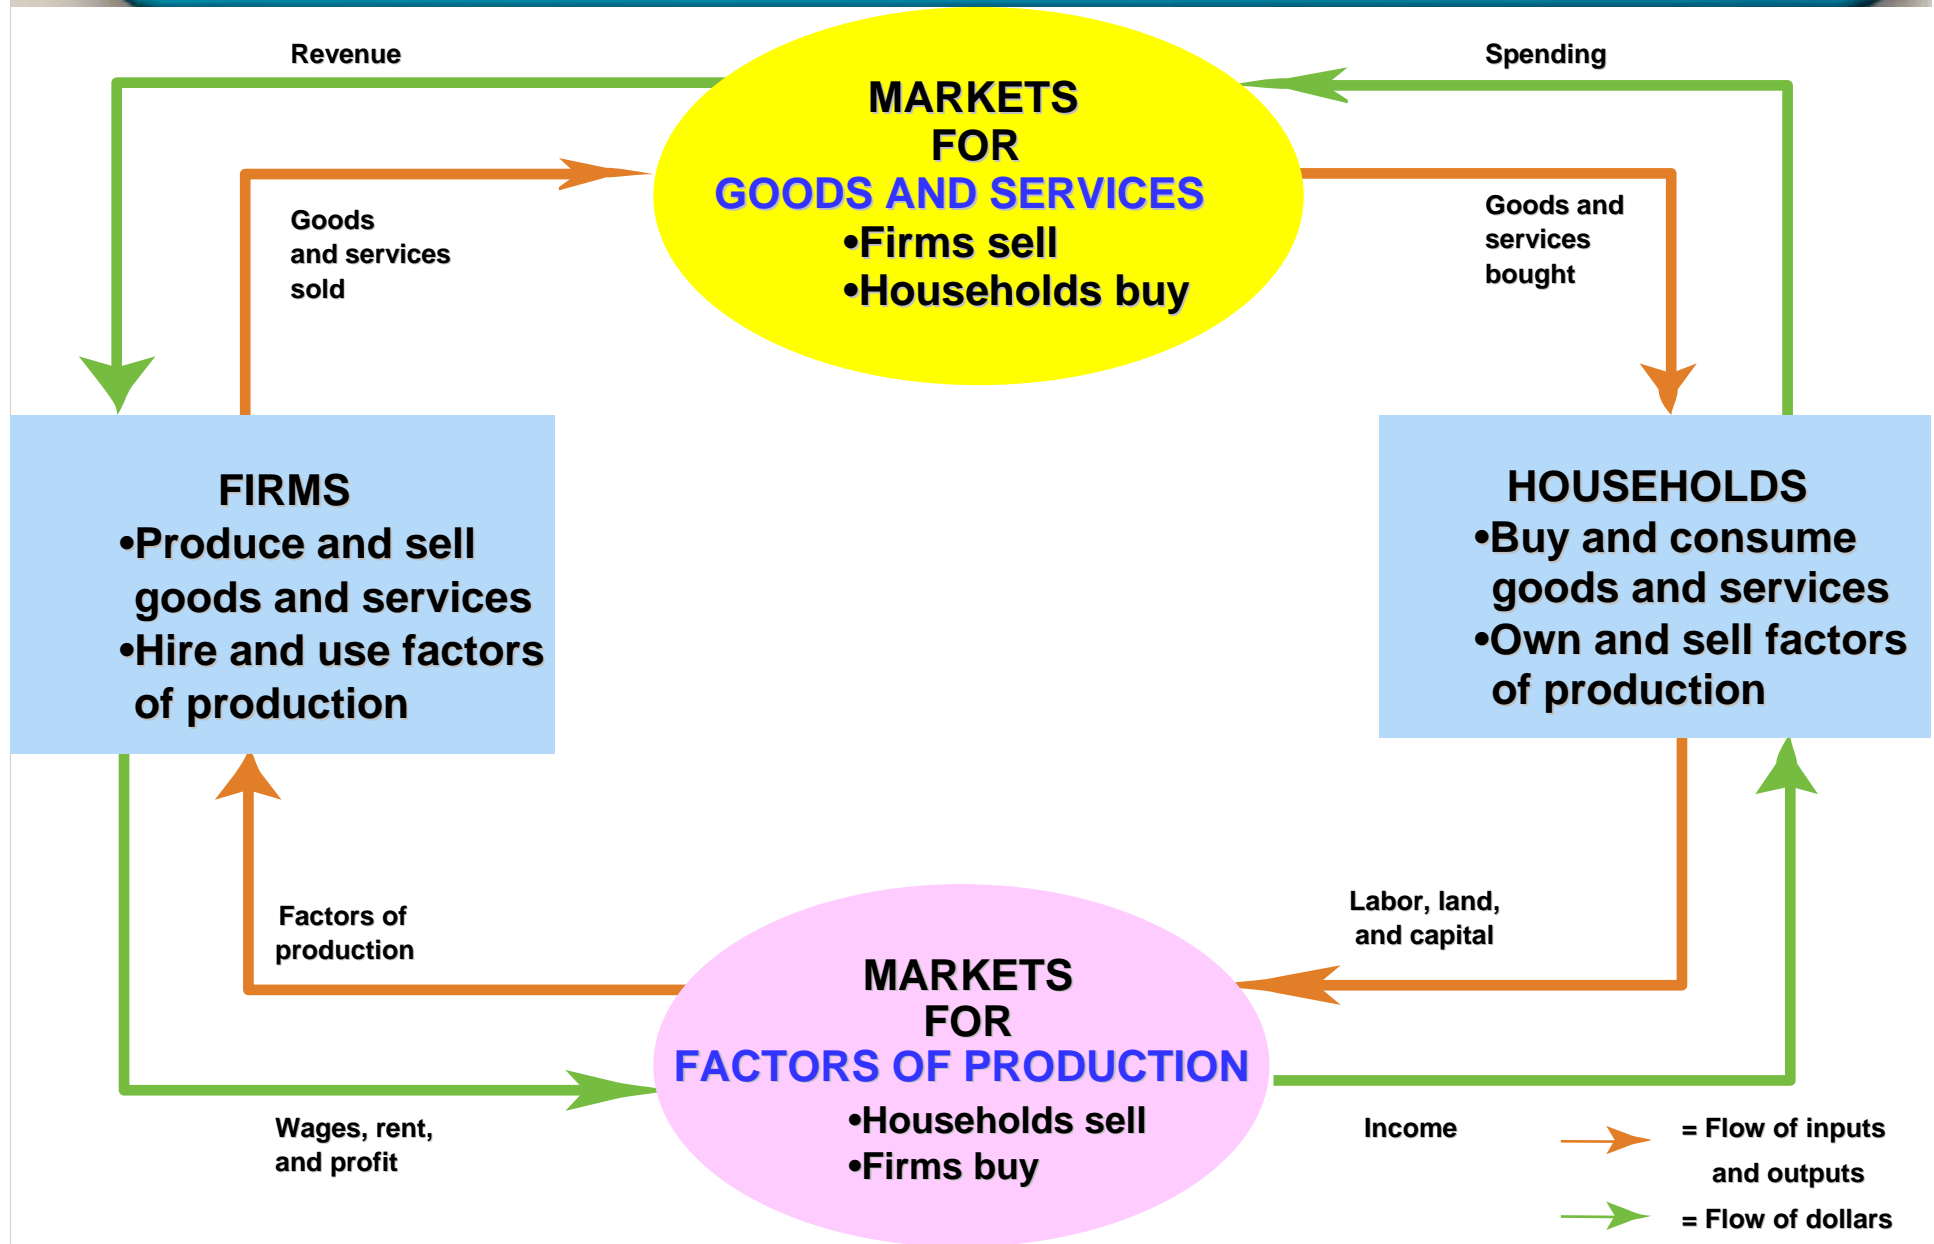 Revenue
Spending
MARKETS
FOR
GOODS AND SERVICES
•Firms sell
•Households buy
Goods
and services
sold
Goods and
services
bought
FIRMS
•Produce and sell
goods and services
•Hire and use factors
of production
HOUSEHOLDS
•Buy and consume
goods and services
•Own and sell factors
of production
Factors of
production
Labor, land,
and capital
MARKETS
FOR
FACTORS OF PRODUCTION
•Households sell
•Firms buy
Wages, rent,
and profit
Income
= Flow of inputs
and outputs
= Flow of dollars